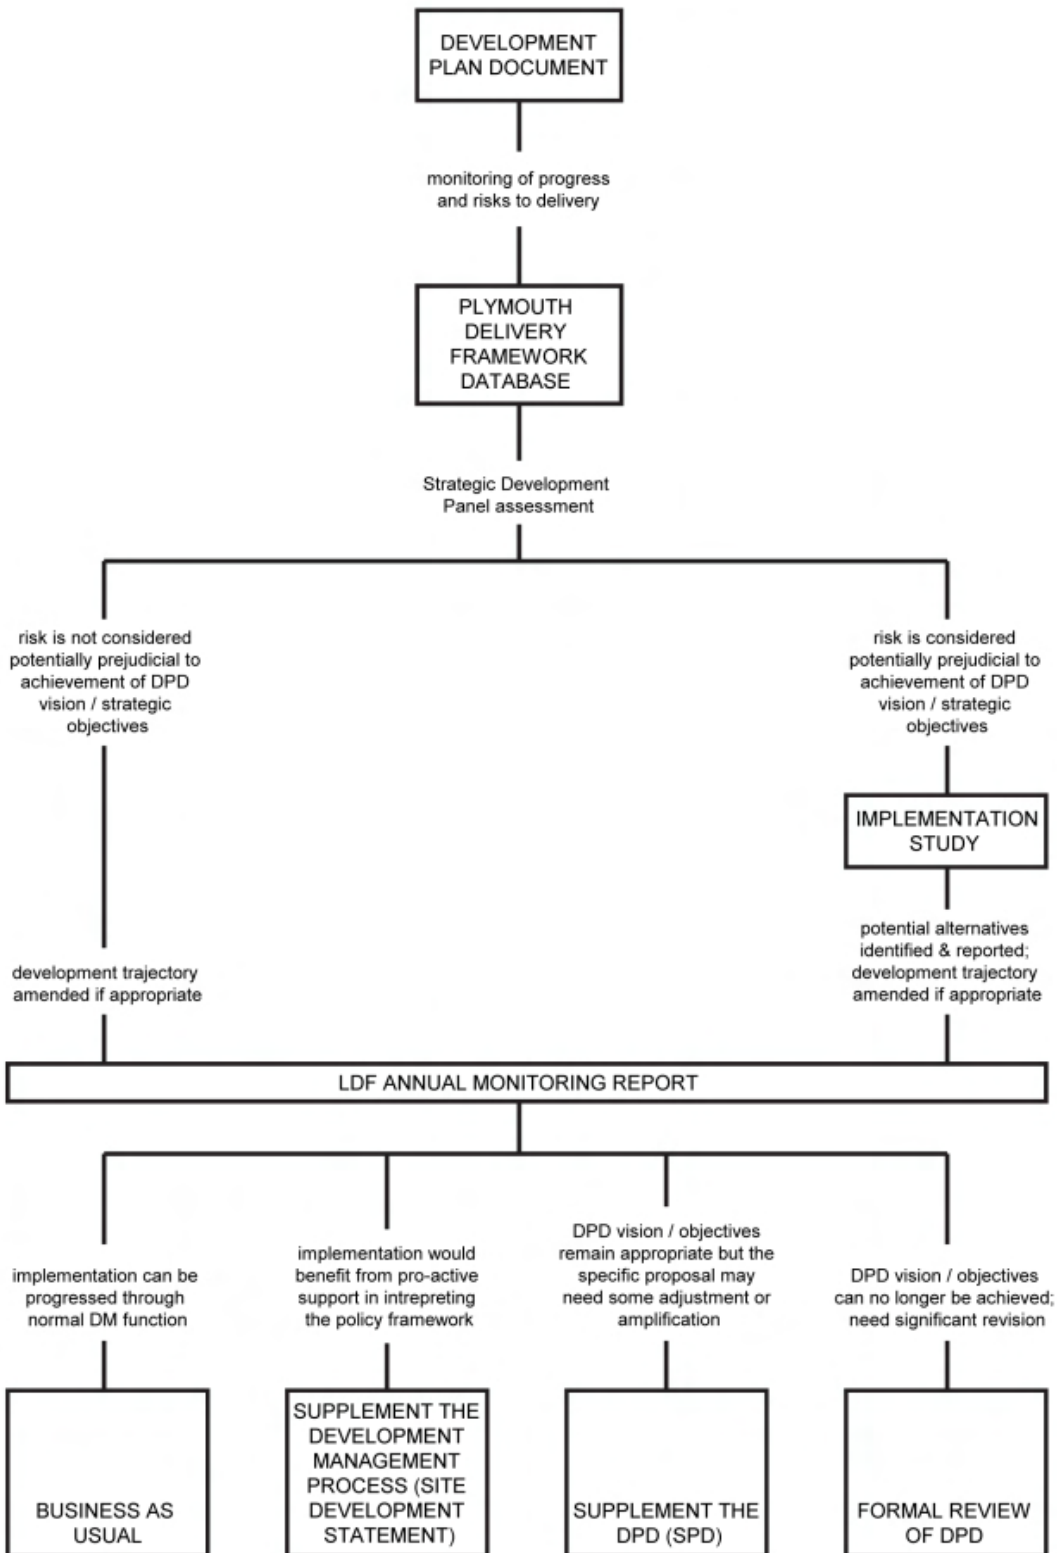 DEVELOPMENT
PLAN DOCUMENT
monitoring of progress
and risks to delivery
PLYMOUTH
DELIVERY
FRAMEWORK
DATABASE
Strategic Development
Panel assessment
risk is not considered
potentially prejudicial to
achievement of DPD
vision / strategic
objectives
risk is considered
potentially prejudicial to
achievement of DPD
vision / strategic
objectives
IMPLEMENTATION
STUDY
development trajectory
amended if appropriate
potential alternatives
identified & reported;
development trajectory
amended if appropriate
LDF ANNUAL MONITORING REPORT
implementation can be
progressed through
normal DM function
implementation would
benefit from pro-active
support in intrepreting
the policy framework
DPD vision / objectives
remain appropriate but the
specific proposal may
need some adjustment or
amplification
DPD vision / objectives
can no longer be achieved;
need significant revision
BUSINESS AS
USUAL
SUPPLEMENT THE
DEVELOPMENT
MANAGEMENT
PROCESS (SITE
DEVELOPMENT
STATEMENT)
SUPPLEMENT THE
DPD (SPD)
FORMAL REVIEW
OF DPD